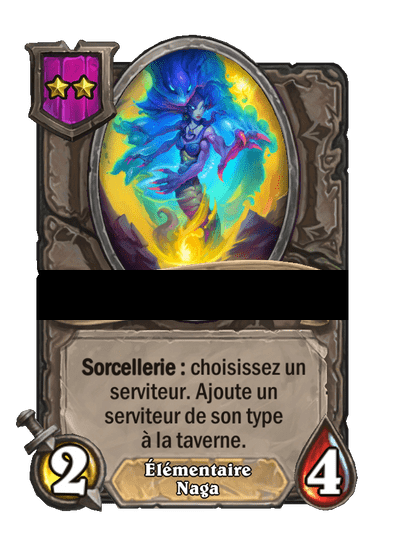 Sorcellerie : choisissez un
serviteur. Ajoute un
serviteur de son type
à la taverne.
Élémentaire
Naga
2
4